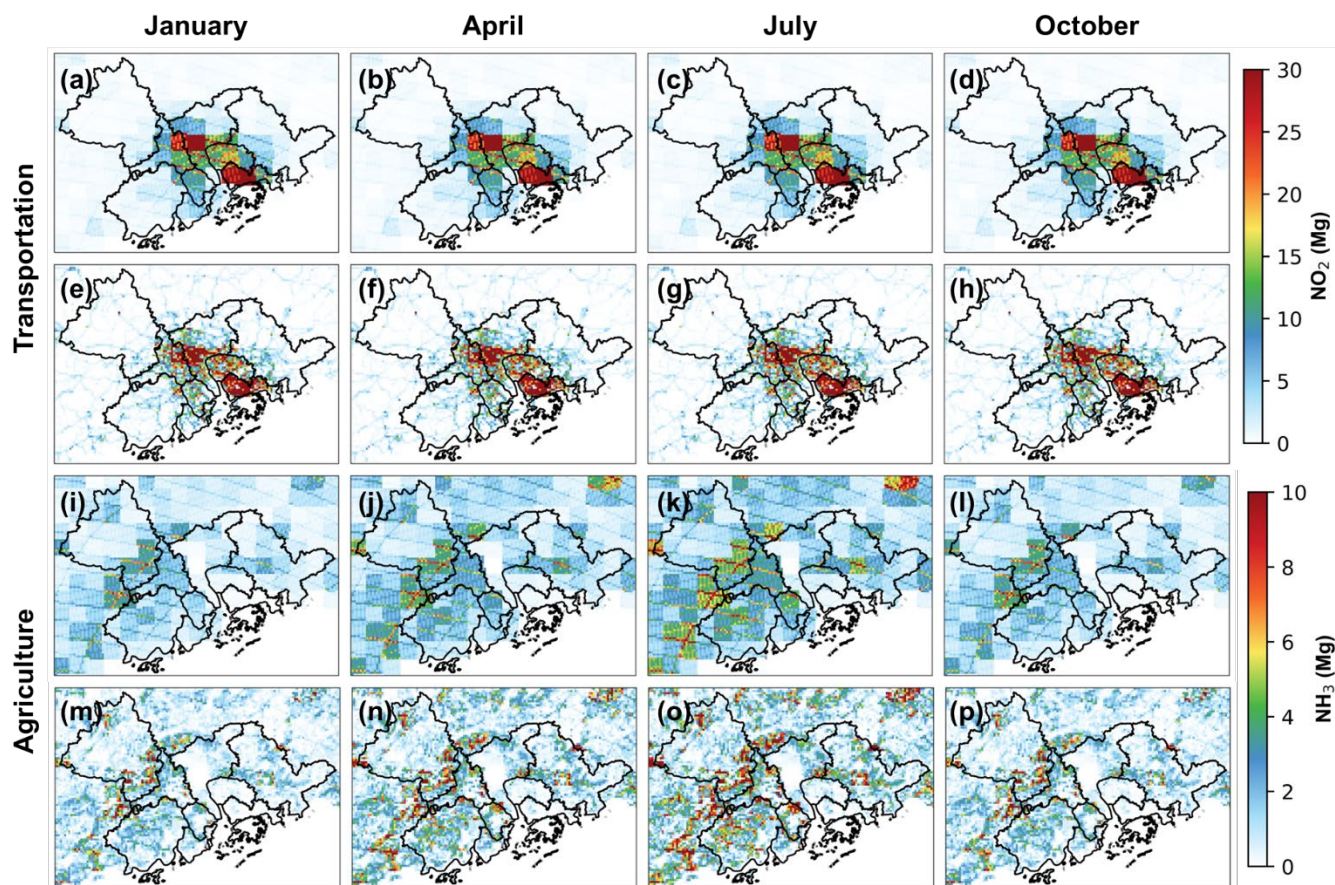 January April July October
(a) (b) (c) (d)
Transportation
(e) (f) (g) (h)
30
25
20
15
10
5
0
NO₂ (Mg)
(i) (j) (k) (l)
Agriculture
(m) (n) (o) (p)
10
8
6
4
2
0
NH₃ (Mg)